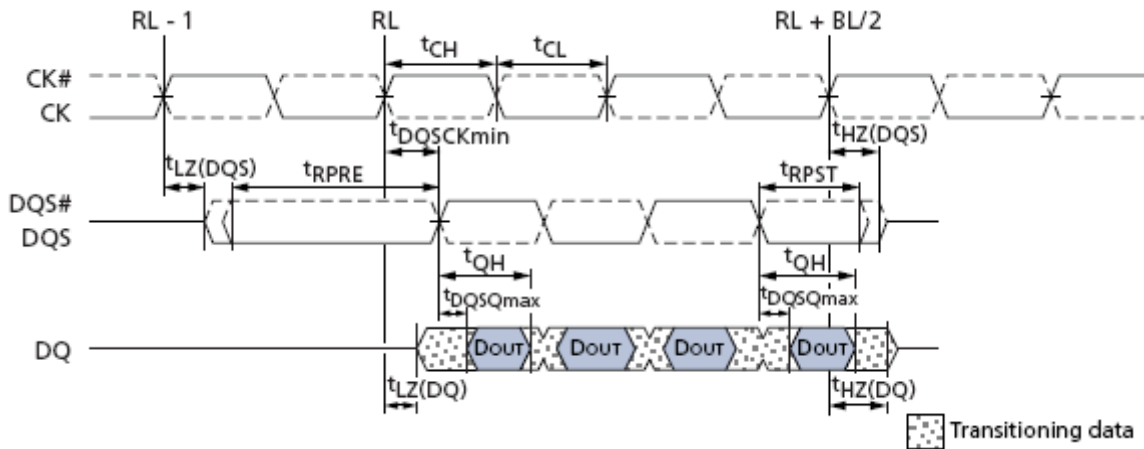 RL - 1 RL RL + BL/2
tCH tCL
CK#
CK
tDQSCKmin tHZ(DQS)
tLZ(DQS) tRPRE tRPST
DQS#
DQS
tQH tQH
tDQSQmax tDQSQmax
DQ DOUT DOUT DOUT DOUT
tLZ(DQ) tHZ(DQ)
Transitioning data